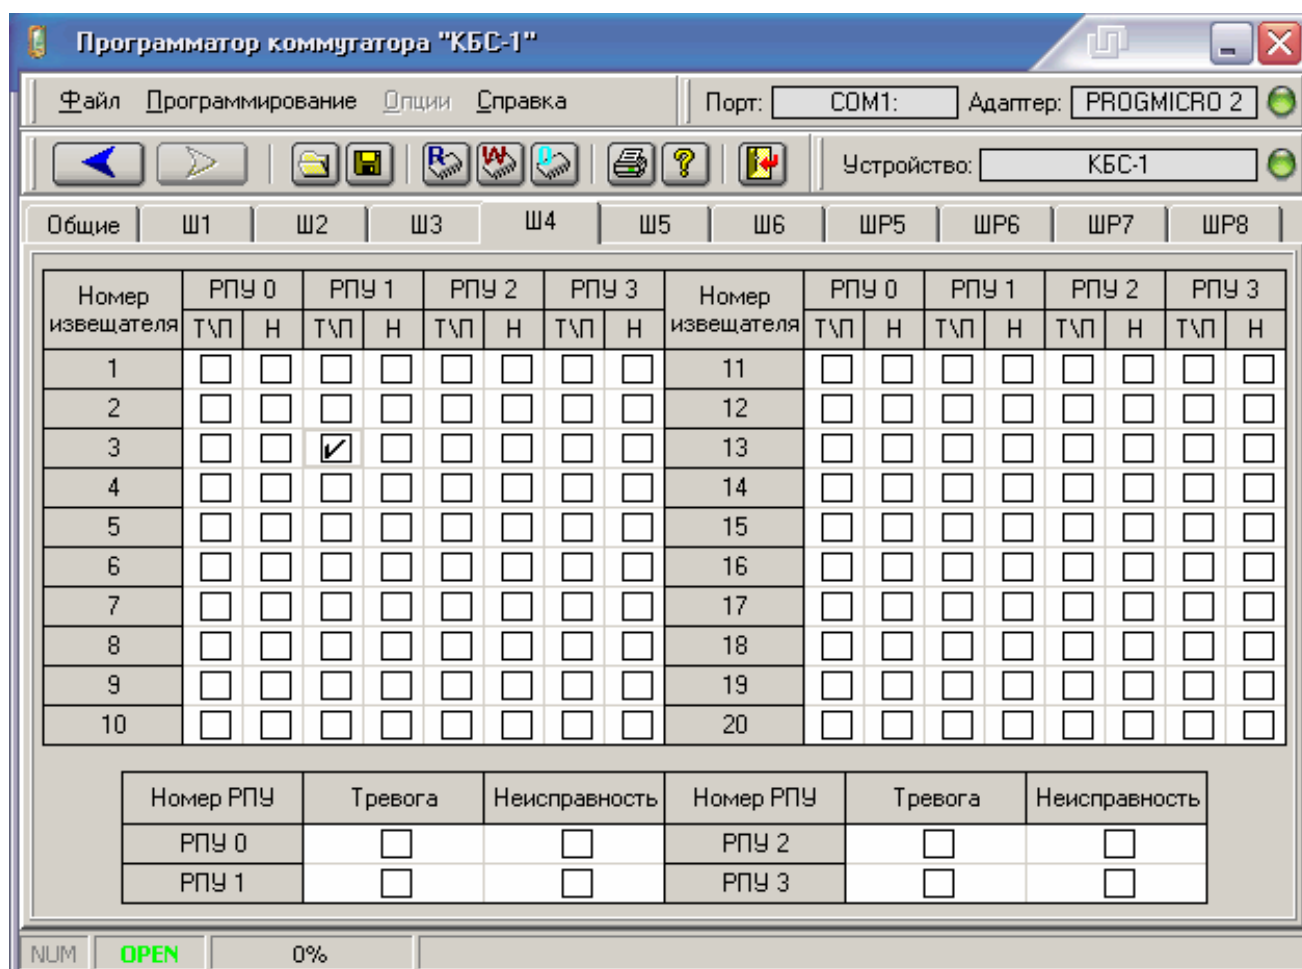 Программатор коммутатора "КБС-1"
Файл Программирование Опции Справка Порт: COM1: Адаптер: PROGMICRO 2
Устройство: КБС-1
Общие Ш1 Ш2 Ш3 Ш4 Ш5 Ш6 ШР5 ШР6 ШР7 ШР8
Номер извещателя РПУ 0 РПУ 1 РПУ 2 РПУ 3 Номер извещателя РПУ 0 РПУ 1 РПУ 2 РПУ 3
Т\П Н Т\П Н Т\П Н Т\П Н Т\П Н Т\П Н Т\П Н Т\П Н
1 11
2 12
3 13
4 14
5 15
6 16
7 17
8 18
9 19
10 20
Номер РПУ Тревога Неисправность Номер РПУ Тревога Неисправность
РПУ 0 РПУ 2
РПУ 1 РПУ 3
NUM OPEN 0%